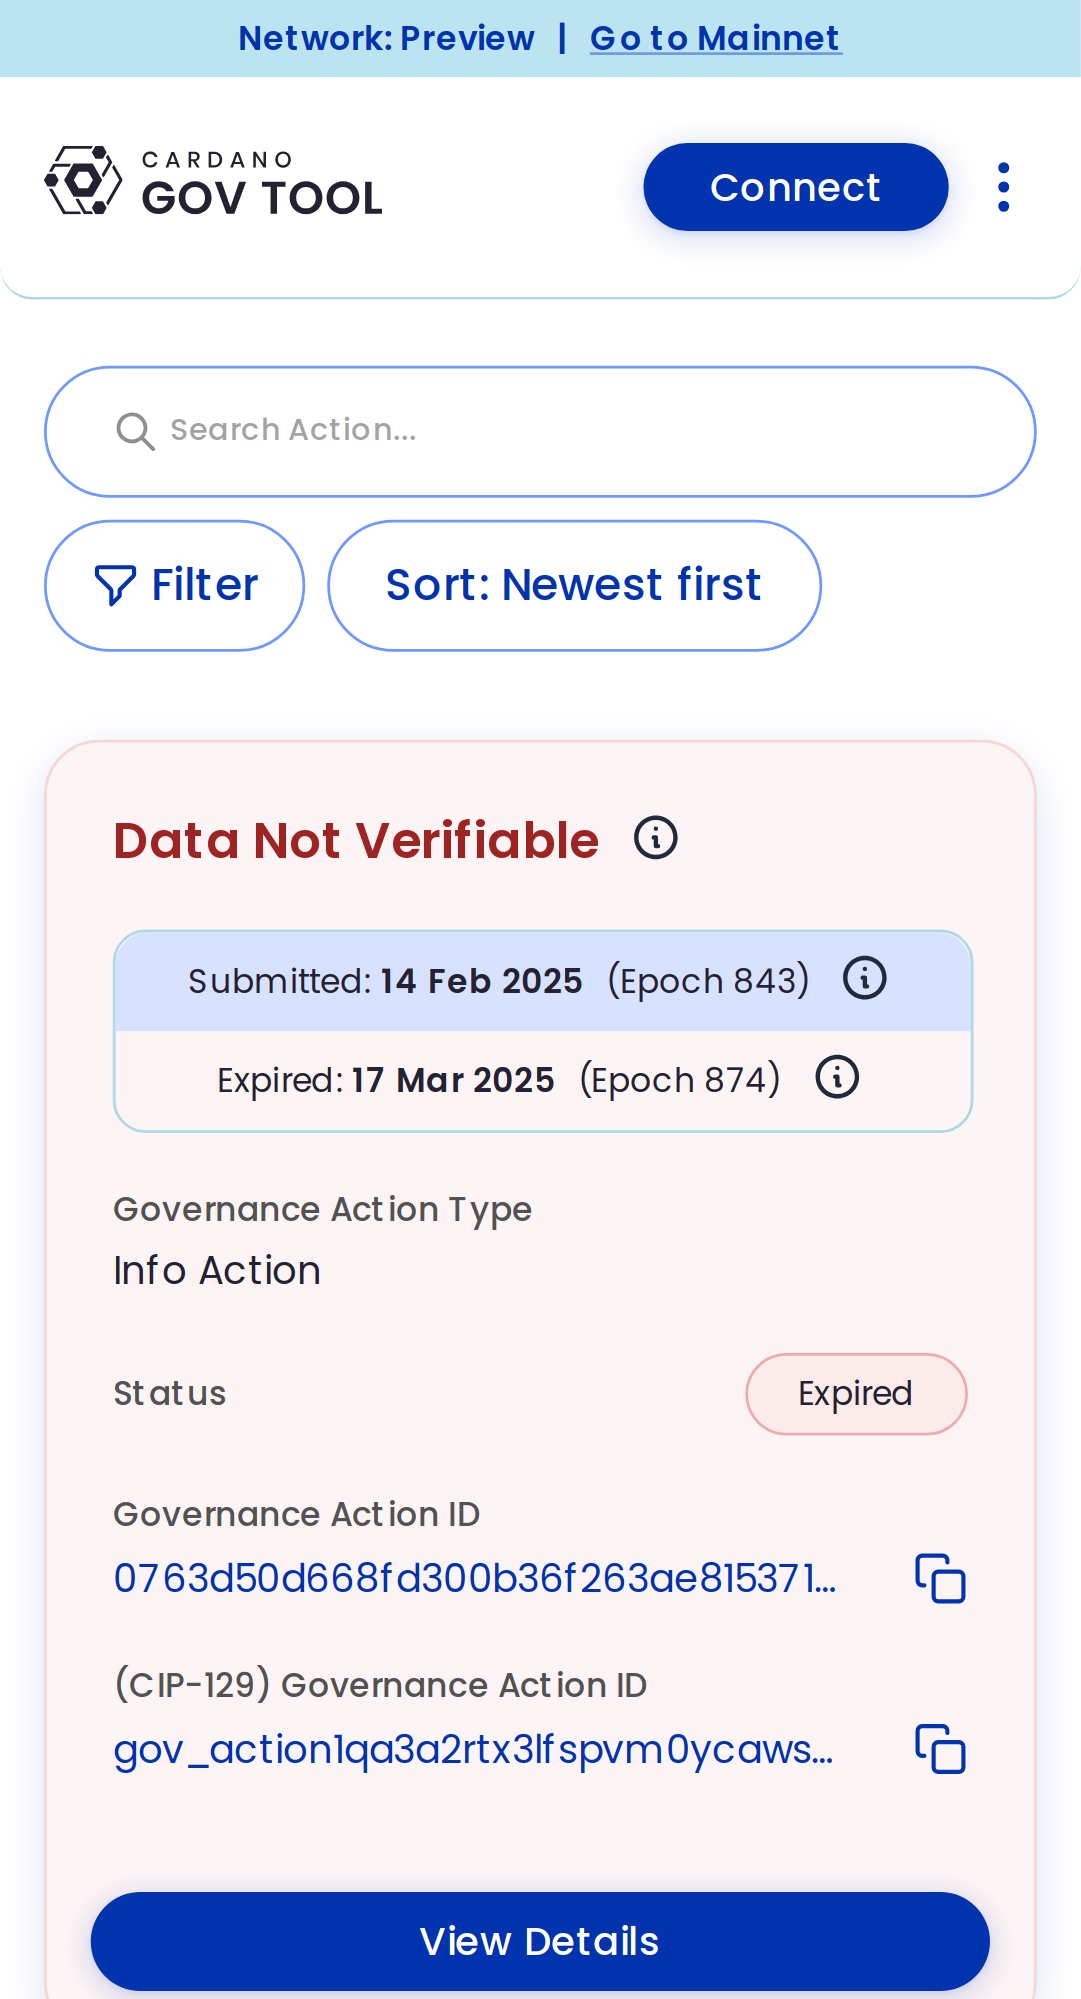 Network: Preview | Go to Mainnet
CARDANO
GOV TOOL
Connect
Search Action...
Filter
Sort: Newest first
Data Not Verifiable
Submitted: 14 Feb 2025 (Epoch 843)
Expired: 17 Mar 2025 (Epoch 874)
Governance Action Type
Info Action
Status
Expired
Governance Action ID
0763d50d668fd300b36f263ae815371...
(CIP-129) Governance Action ID
gov_action1qa3a2rtx3lfspvm0ycaws...
View Details